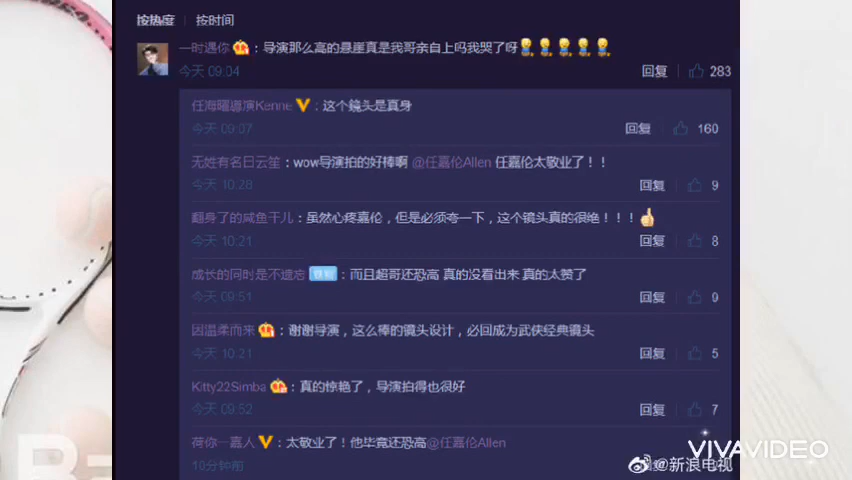 按热度 | 按时间
一时遇你：导演那么高的悬崖真是我哥亲自上吗我哭了呀
今天 09:04 回复 283
任海曜導演Kenne：这个鏡头是真身
今天 09:07 回复 160
无姓有名日云笙：wow导演拍的好棒啊 @任嘉伦Allen 任嘉伦太敬业了！！
今天 10:28 回复 9
翻身了的咸鱼干儿：虽然心疼嘉伦，但是必须夸一下，这个镜头真的很绝！！！
今天 10:21 回复 8
成长的同时是不遗忘：而且超哥还恐高 真的没看出来 真的太赞了
今天 09:51 回复 9
因温柔而来：谢谢导演，这么棒的镜头设计，必回成为武侠经典镜头
今天 10:21 回复 5
Kitty22Simba：真的惊艳了，导演拍得也很好
今天 09:52 回复 7
荷你一嘉人：太敬业了！他毕竟还恐高@任嘉伦Allen
10分钟前
VIVAVIDEO
@新浪电视